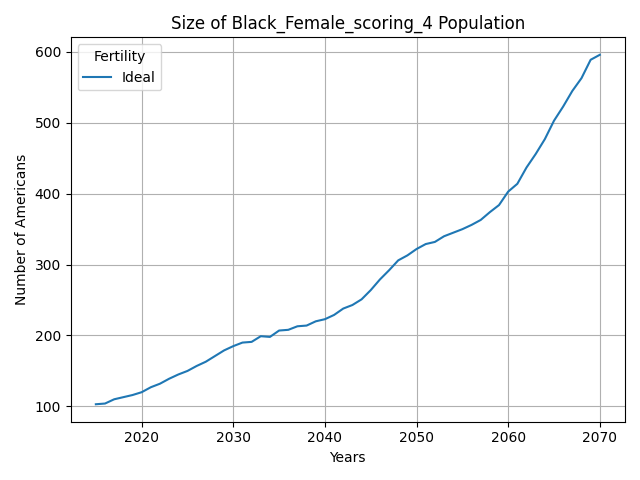 Size of Black_Female_scoring_4 Population
Fertility
Ideal
Number of Americans
600
500
400
300
200
100
2020 2030 2040 2050 2060 2070
Years